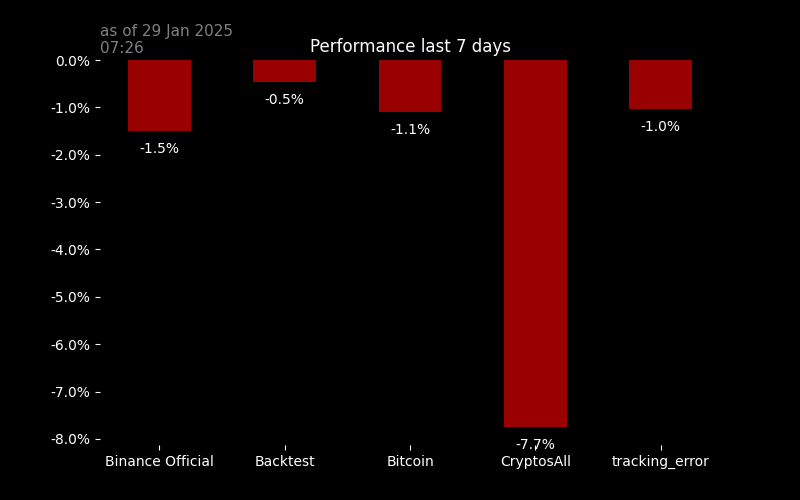 as of 29 Jan 2025
07:26
Performance last 7 days
0.0%
-1.0%
-2.0%
-3.0%
-4.0%
-5.0%
-6.0%
-7.0%
-8.0%
-1.5%
-0.5%
-1.1%
-7.7%
-1.0%
Binance Official
Backtest
Bitcoin
CryptosAll
tracking_error